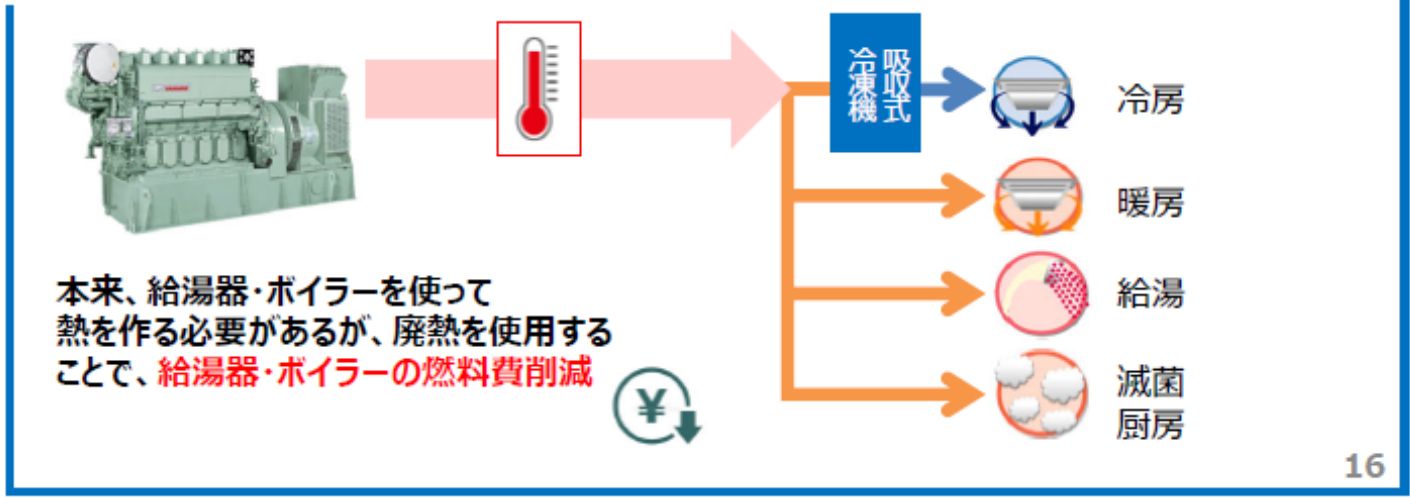 吸収式
冷凍機
冷房
暖房
給湯
滅菌
厨房
本来、給湯器・ボイラーを使って
熱を作る必要があるが、廃熱を使用する
ことで、給湯器・ボイラーの燃料費削減
¥
16